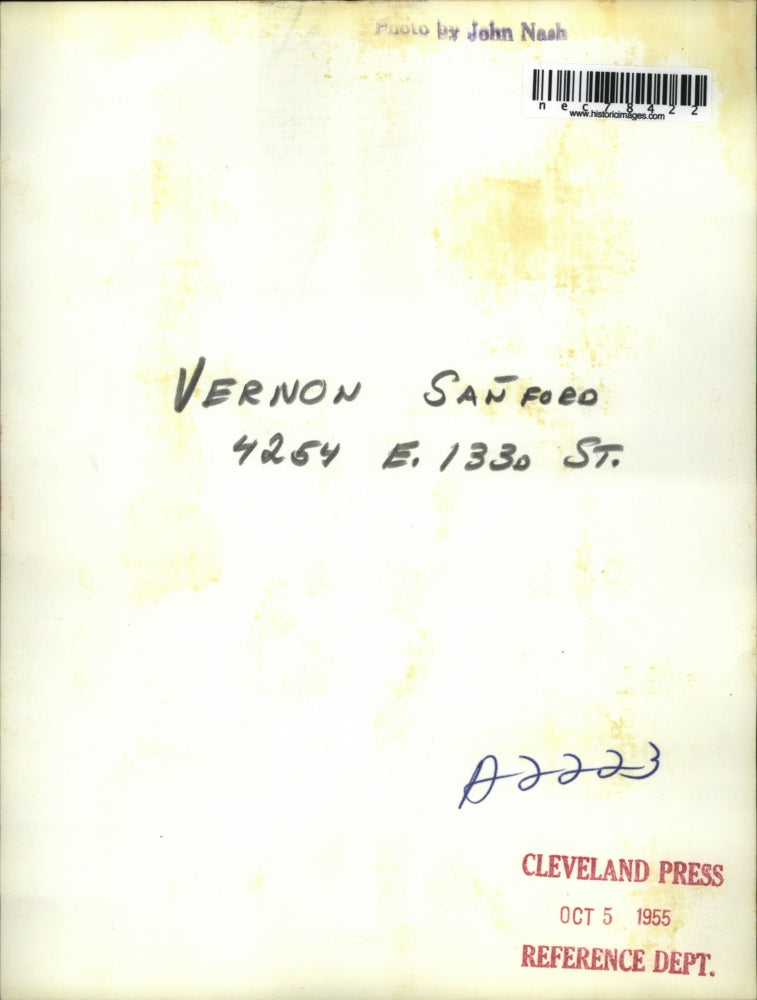 Photo by John Nash
nec78422
www.historicimages.com
VERNON SANFORD
4264 E. 133D ST.
A2223
CLEVELAND PRESS
OCT 5 1955
REFERENCE DEPT.